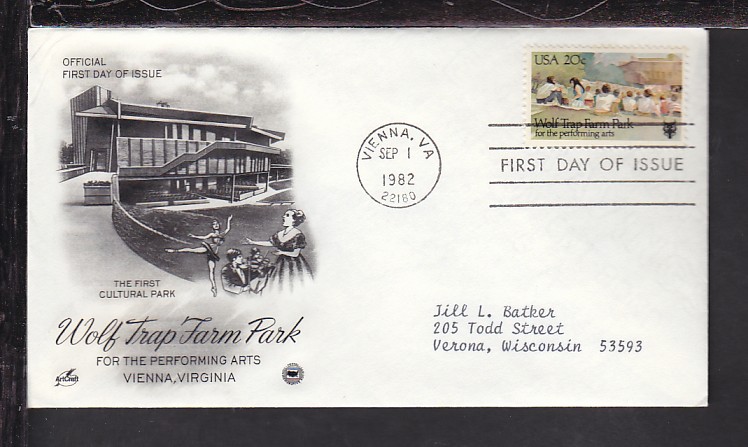 OFFICIAL
FIRST DAY OF ISSUE
USA 20c
Wolf Trap Farm Park
for the performing arts
VIENNA, VA
SEP 1
1982
22180
FIRST DAY OF ISSUE
THE FIRST
CULTURAL PARK
Wolf Trap Farm Park
FOR THE PERFORMING ARTS
VIENNA, VIRGINIA
ArtCraft
Jill L. Batker
205 Todd Street
Verona, Wisconsin 53593